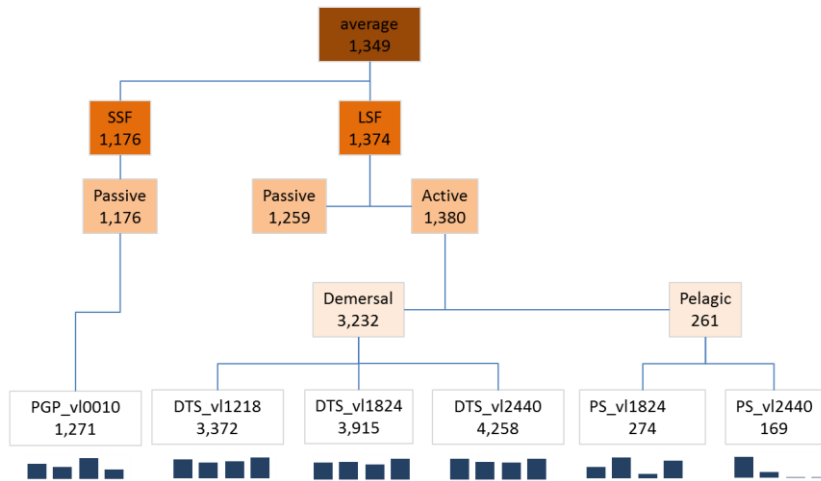 average
1,349
SSF
1,176
LSF
1,374
Passive
1,176
Passive
1,259
Active
1,380
Demersal
3,232
Pelagic
261
PGP_vl0010
1,271
DTS_vl1218
3,372
DTS_vl1824
3,915
DTS_vl2440
4,258
PS_vl1824
274
PS_vl2440
169